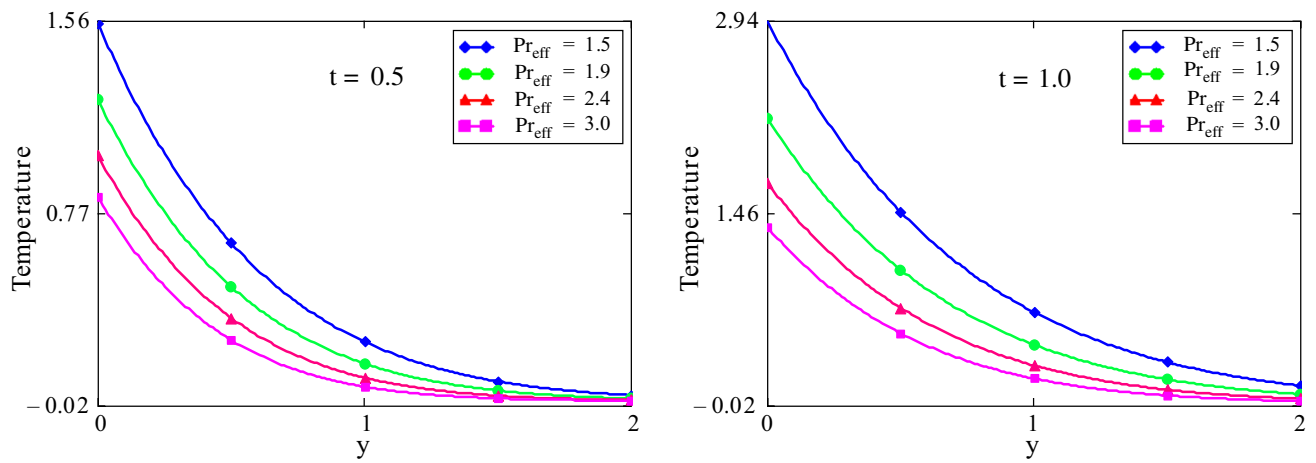 1.56
Pr_eff = 1.5
Pr_eff = 1.9
Pr_eff = 2.4
Pr_eff = 3.0
t = 0.5
Temperature
0.77
−0.02
0
1
2
y
2.94
Pr_eff = 1.5
Pr_eff = 1.9
Pr_eff = 2.4
Pr_eff = 3.0
t = 1.0
Temperature
1.46
−0.02
0
1
2
y